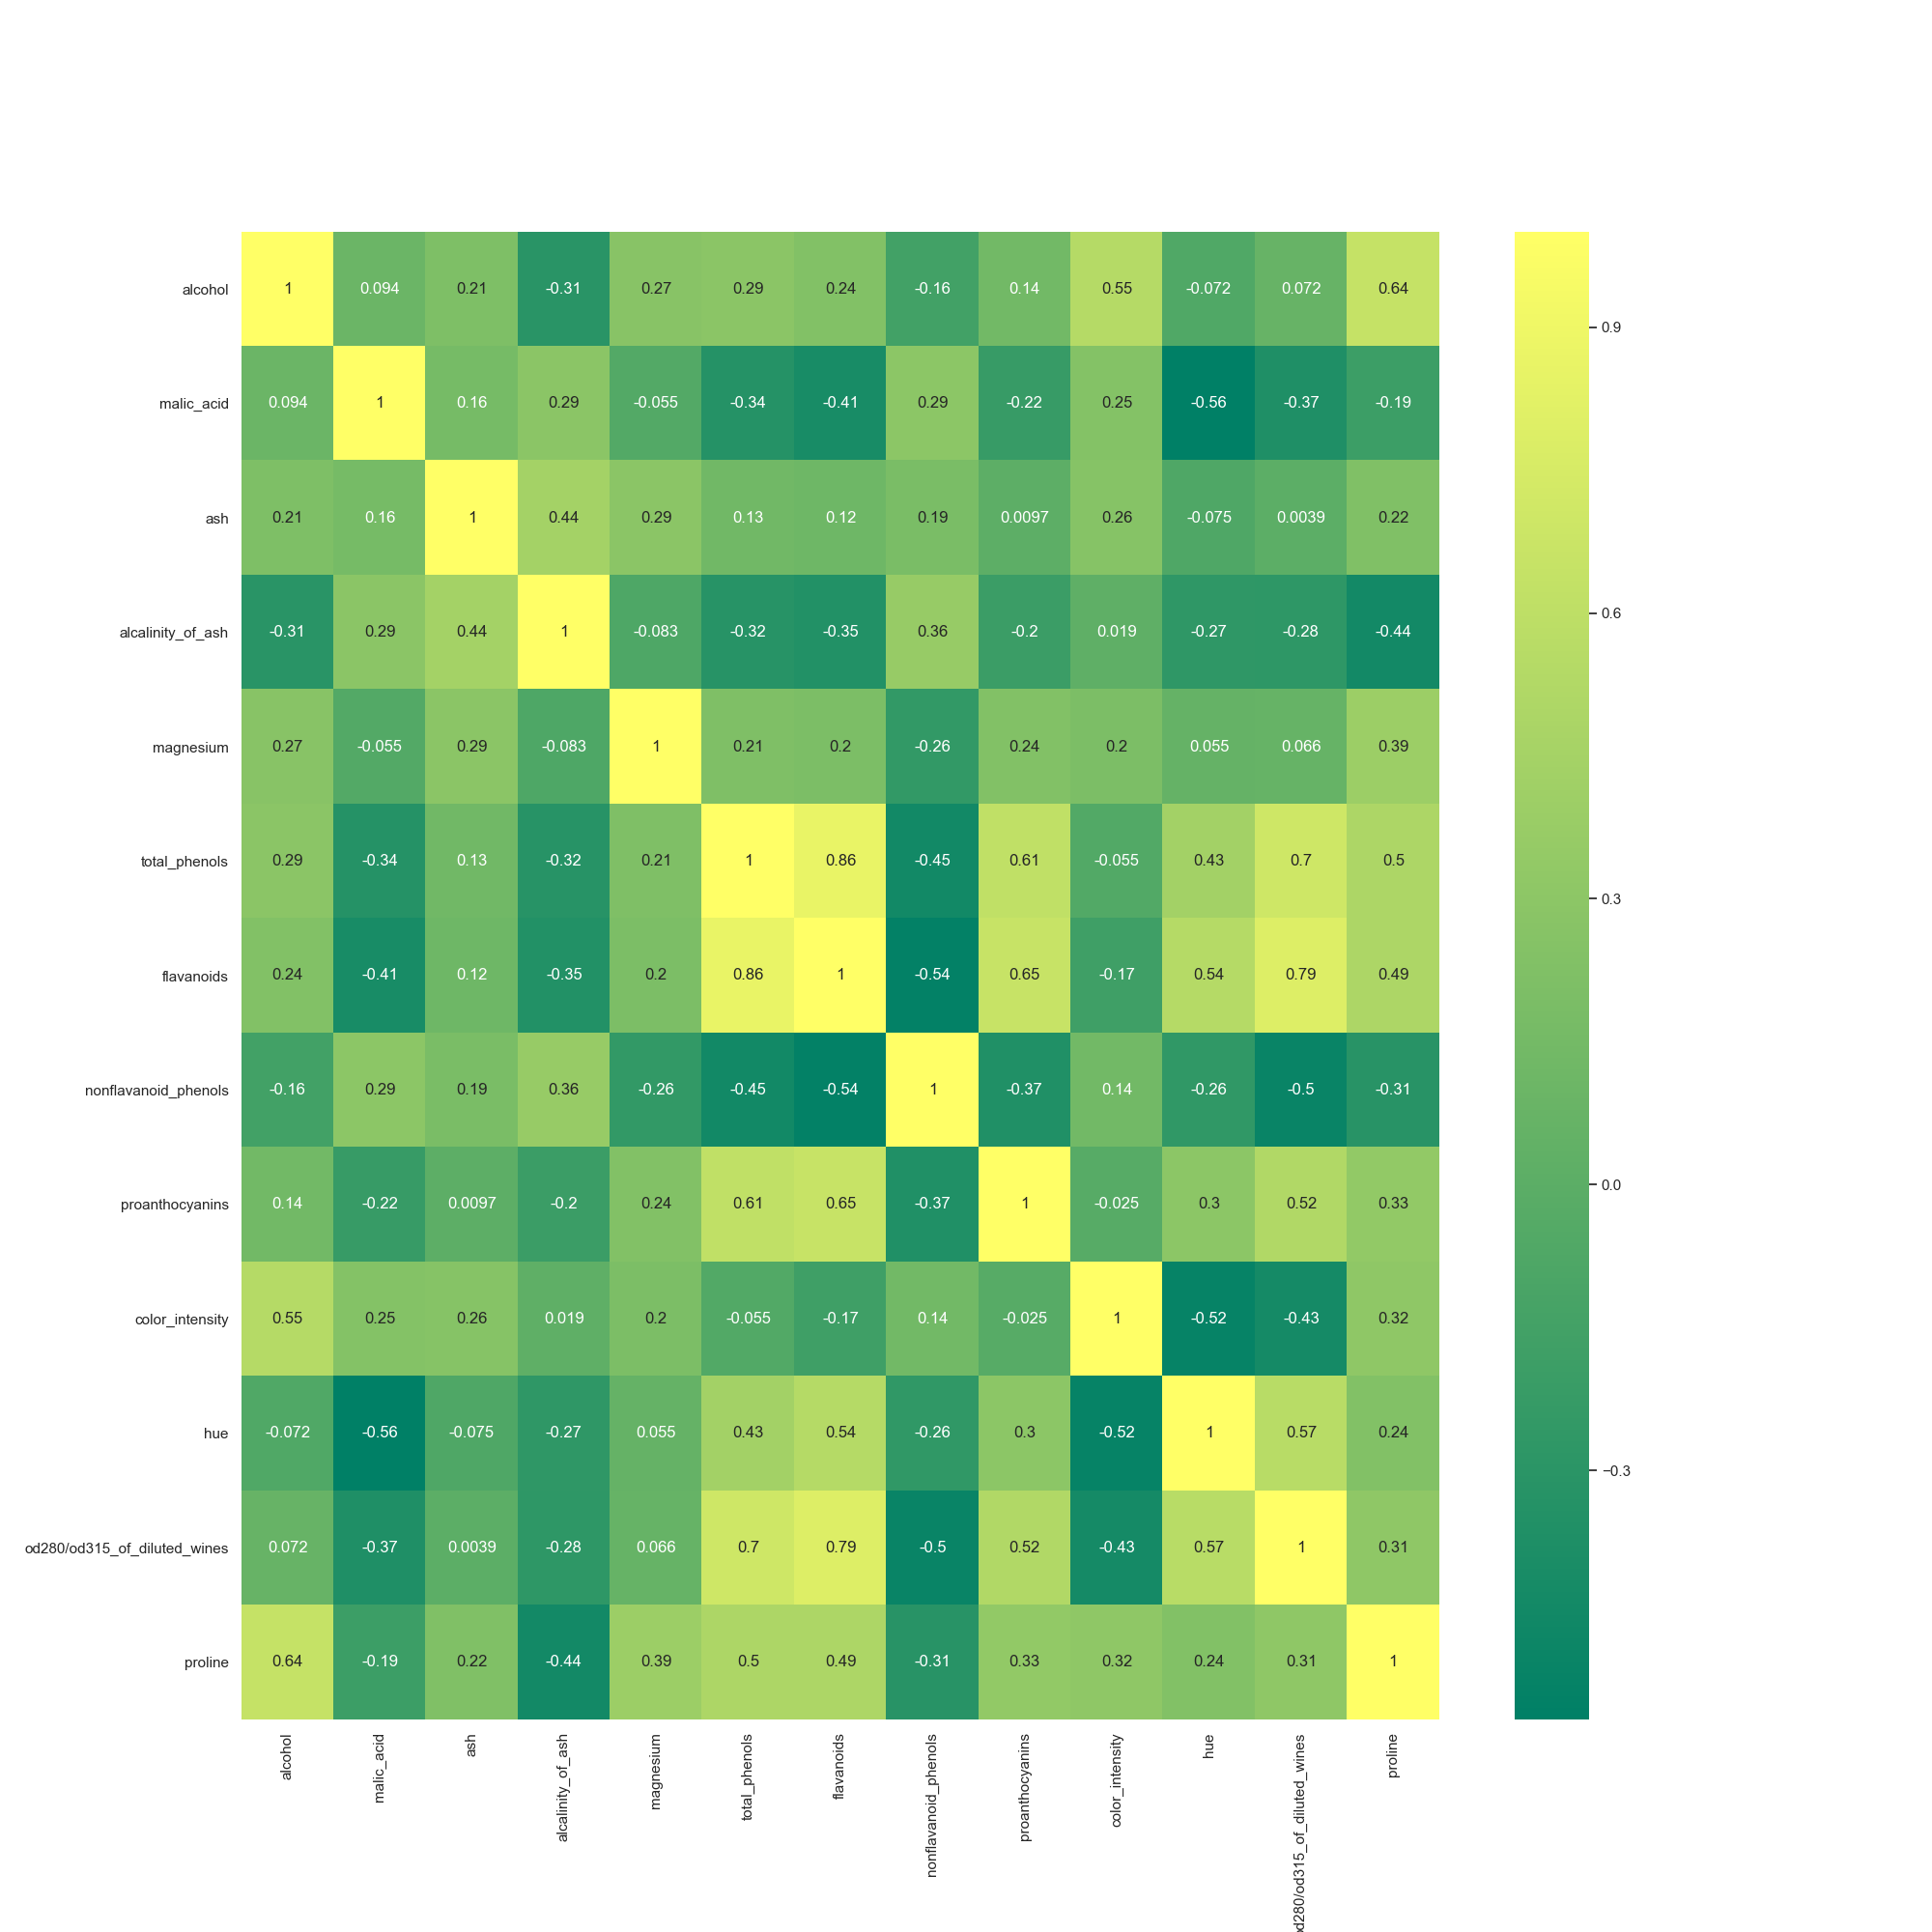 alcohol 1 0.094 0.21 -0.31 0.27 0.29 0.24 -0.16 0.14 0.55 -0.072 0.072 0.64
malic_acid 0.094 1 0.16 0.29 -0.055 -0.34 -0.41 0.29 -0.22 0.25 -0.56 -0.37 -0.19
ash 0.21 0.16 1 0.44 0.29 0.13 0.12 0.19 0.0097 0.26 -0.075 0.0039 0.22
alcalinity_of_ash -0.31 0.29 0.44 1 -0.083 -0.32 -0.35 0.36 -0.2 0.019 -0.27 -0.28 -0.44
magnesium 0.27 -0.055 0.29 -0.083 1 0.21 0.2 -0.26 0.24 0.2 0.055 0.066 0.39
total_phenols 0.29 -0.34 0.13 -0.32 0.21 1 0.86 -0.45 0.61 -0.055 0.43 0.7 0.5
flavanoids 0.24 -0.41 0.12 -0.35 0.2 0.86 1 -0.54 0.65 -0.17 0.54 0.79 0.49
nonflavanoid_phenols -0.16 0.29 0.19 0.36 -0.26 -0.45 -0.54 1 -0.37 0.14 -0.26 -0.5 -0.31
proanthocyanins 0.14 -0.22 0.0097 -0.2 0.24 0.61 0.65 -0.37 1 -0.025 0.3 0.52 0.33
color_intensity 0.55 0.25 0.26 0.019 0.2 -0.055 -0.17 0.14 -0.025 1 -0.52 -0.43 0.32
hue -0.072 -0.56 -0.075 -0.27 0.055 0.43 0.54 -0.26 0.3 -0.52 1 0.57 0.24
od280/od315_of_diluted_wines 0.072 -0.37 0.0039 -0.28 0.066 0.7 0.79 -0.5 0.52 -0.43 0.57 1 0.31
proline 0.64 -0.19 0.22 -0.44 0.39 0.5 0.49 -0.31 0.33 0.32 0.24 0.31 1
alcohol
malic_acid
ash
alcalinity_of_ash
magnesium
total_phenols
flavanoids
nonflavanoid_phenols
proanthocyanins
color_intensity
hue
d280/od315_of_diluted_wines
proline
0.9
0.6
0.3
0.0
−0.3